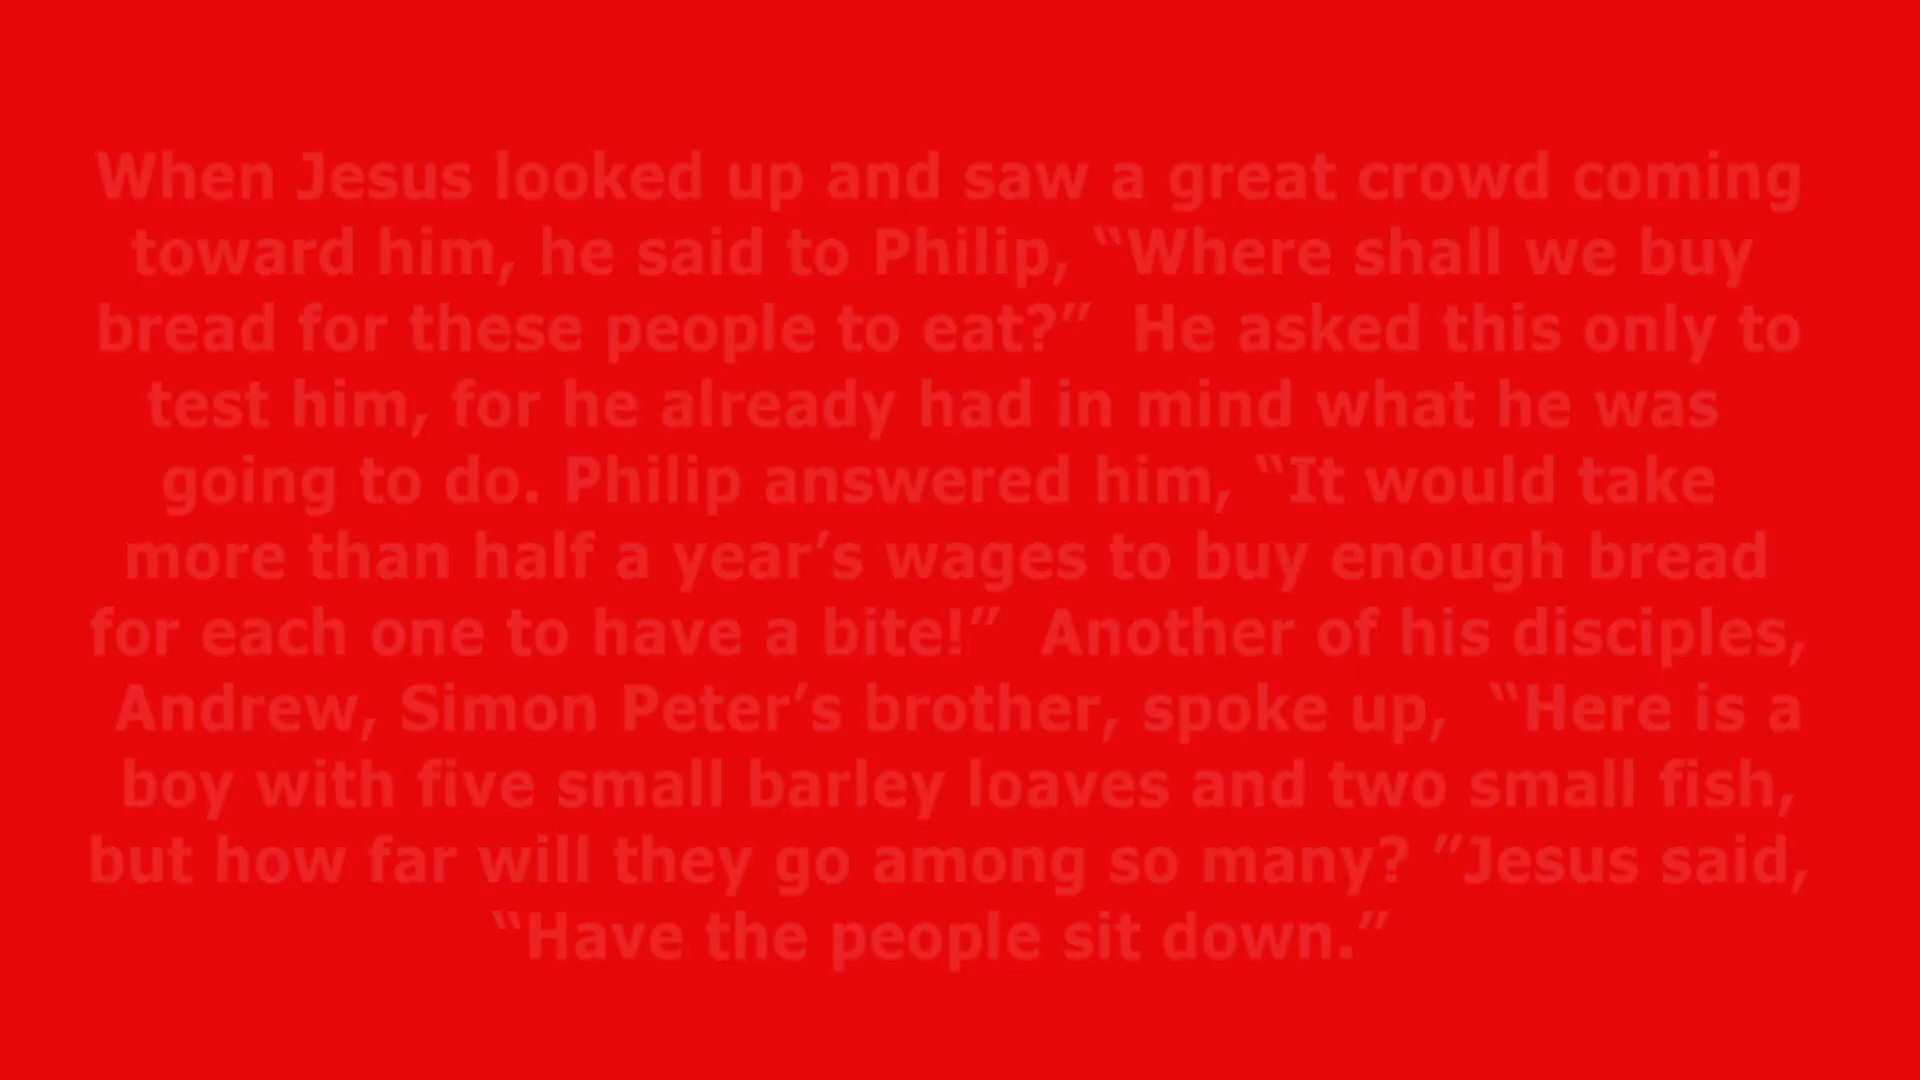 When Jesus looked up and saw a great crowd coming
toward him, he said to Philip, “Where shall we buy
bread for these people to eat?”  He asked this only to
test him, for he already had in mind what he was
going to do. Philip answered him, “It would take
more than half a year’s wages to buy enough bread
for each one to have a bite!”  Another of his disciples,
Andrew, Simon Peter’s brother, spoke up,  “Here is a
boy with five small barley loaves and two small fish,
but how far will they go among so many? ”Jesus said,
“Have the people sit down.”